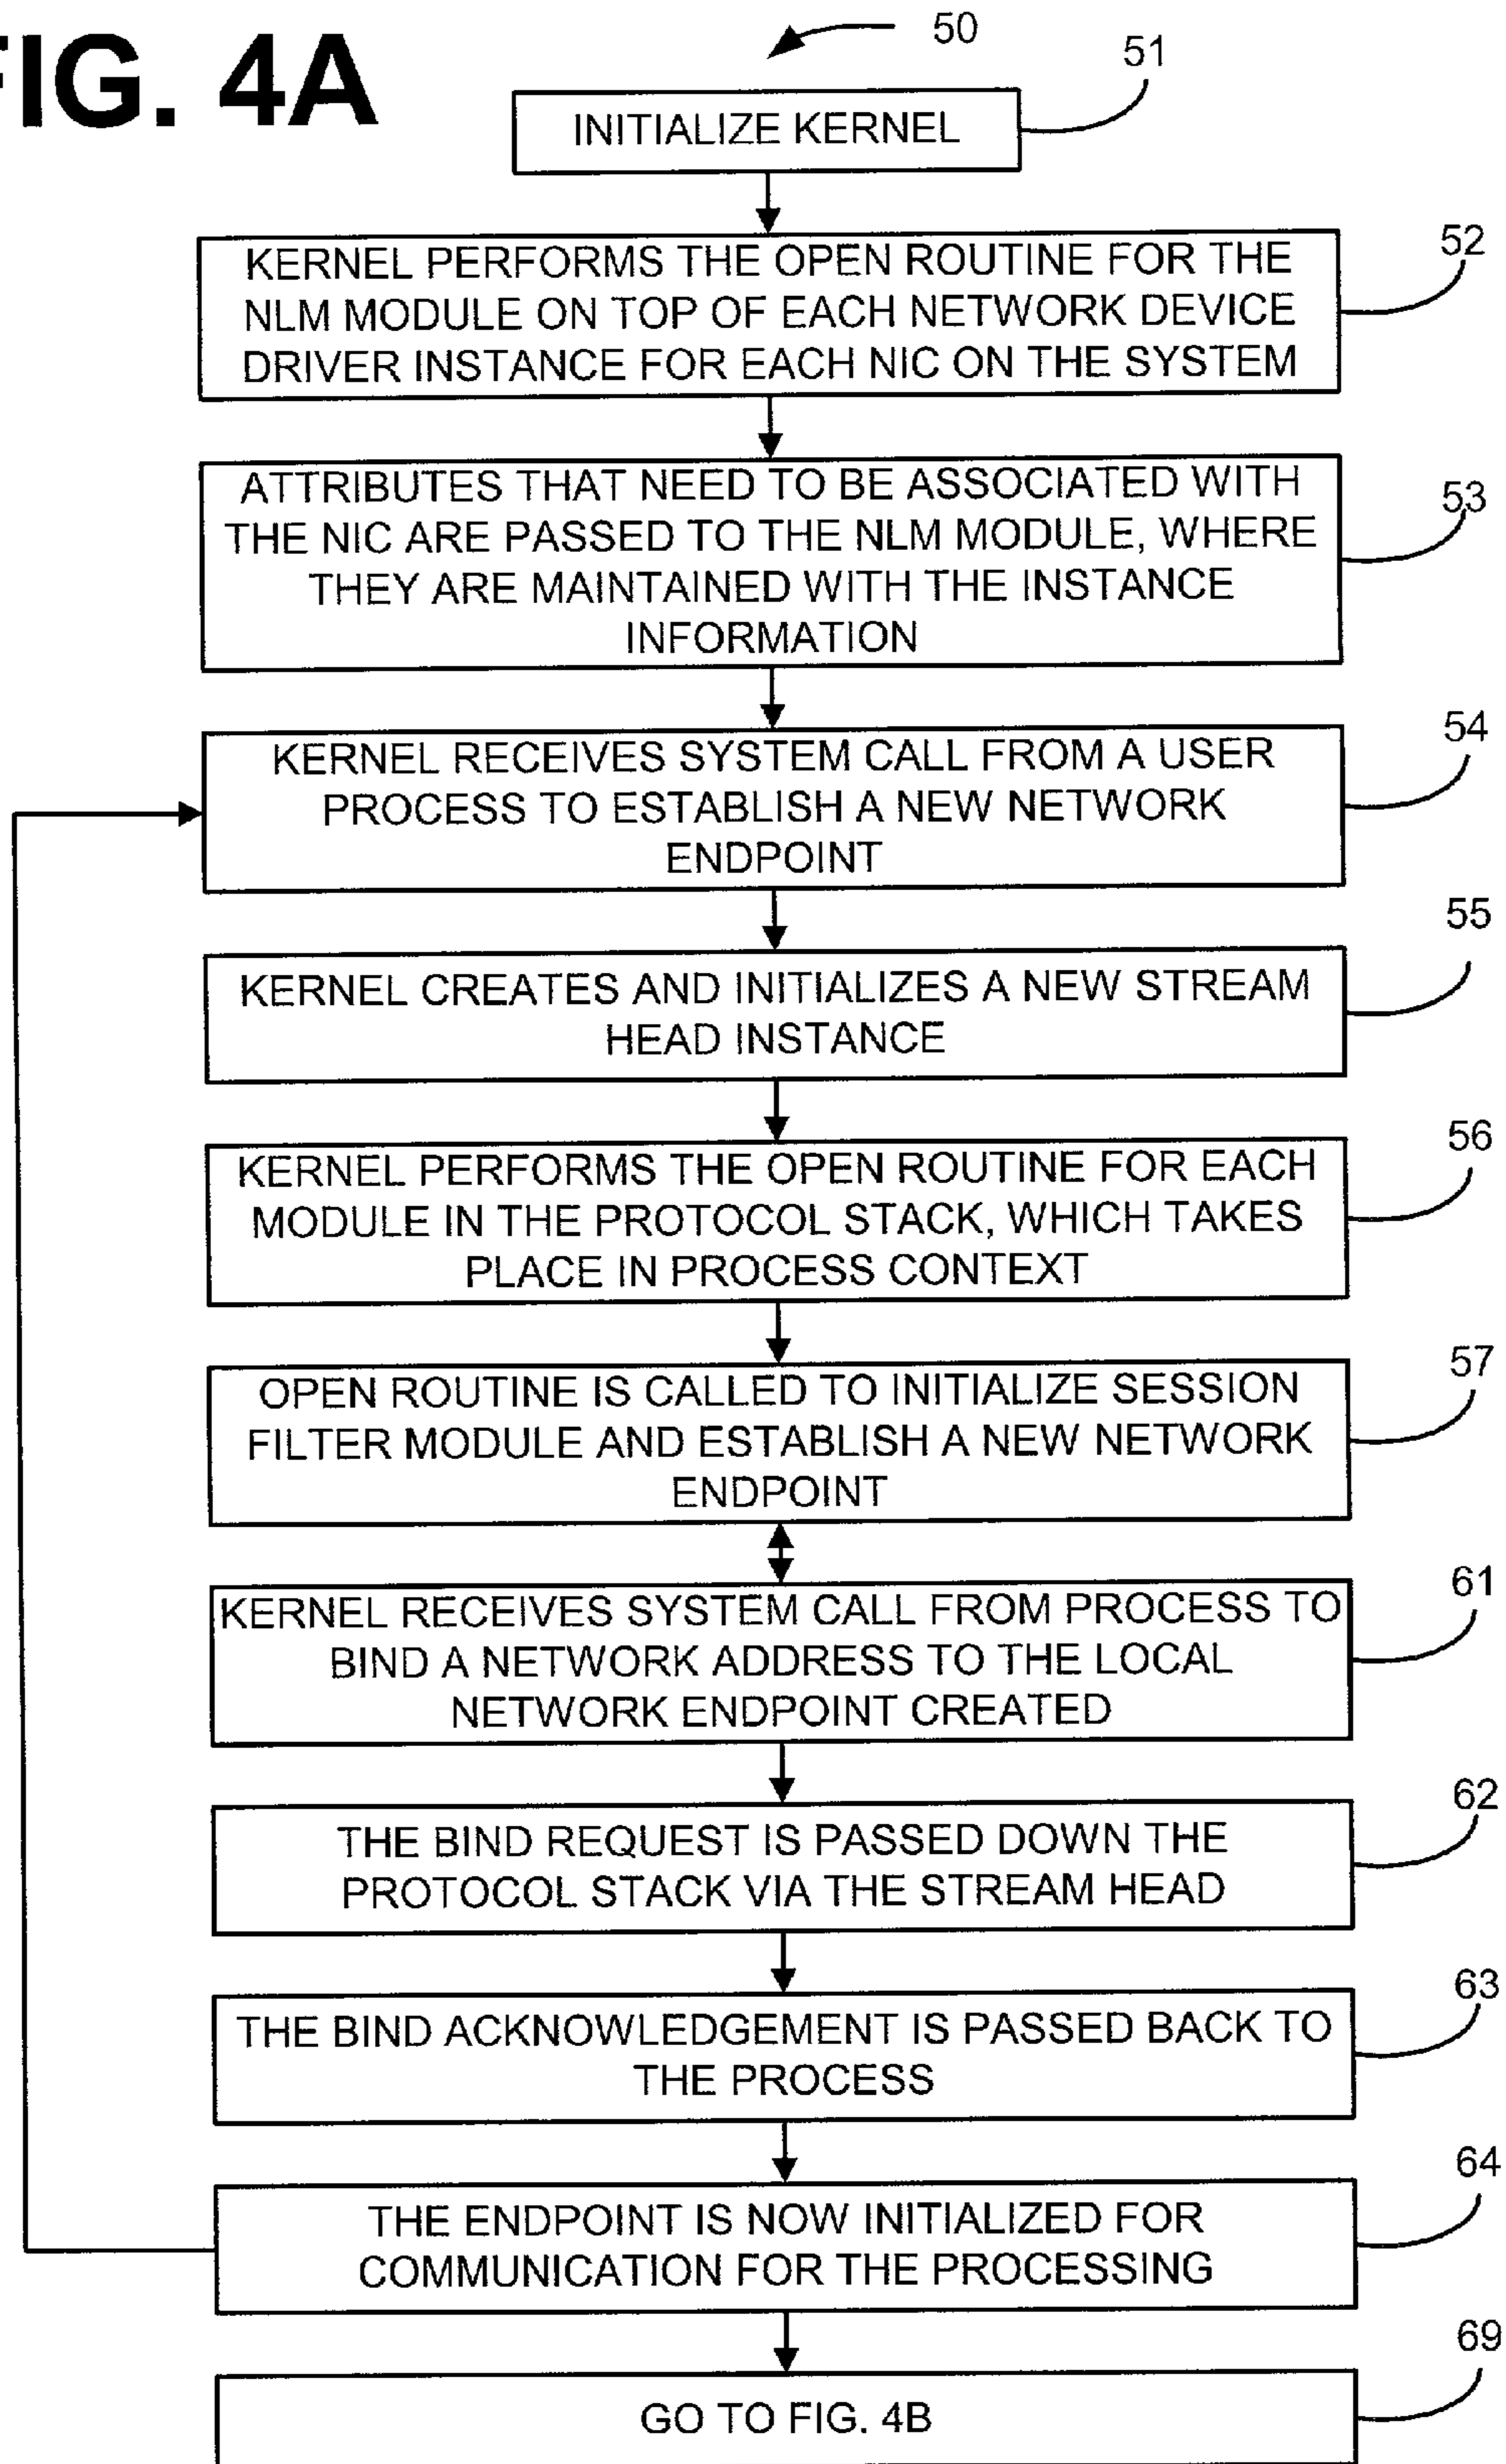 FIG. 4A
50
51
INITIALIZE KERNEL
52
KERNEL PERFORMS THE OPEN ROUTINE FOR THE
NLM MODULE ON TOP OF EACH NETWORK DEVICE
DRIVER INSTANCE FOR EACH NIC ON THE SYSTEM
53
ATTRIBUTES THAT NEED TO BE ASSOCIATED WITH
THE NIC ARE PASSED TO THE NLM MODULE, WHERE
THEY ARE MAINTAINED WITH THE INSTANCE
INFORMATION
54
KERNEL RECEIVES SYSTEM CALL FROM A USER
PROCESS TO ESTABLISH A NEW NETWORK
ENDPOINT
55
KERNEL CREATES AND INITIALIZES A NEW STREAM
HEAD INSTANCE
56
KERNEL PERFORMS THE OPEN ROUTINE FOR EACH
MODULE IN THE PROTOCOL STACK, WHICH TAKES
PLACE IN PROCESS CONTEXT
57
OPEN ROUTINE IS CALLED TO INITIALIZE SESSION
FILTER MODULE AND ESTABLISH A NEW NETWORK
ENDPOINT
61
KERNEL RECEIVES SYSTEM CALL FROM PROCESS TO
BIND A NETWORK ADDRESS TO THE LOCAL
NETWORK ENDPOINT CREATED
62
THE BIND REQUEST IS PASSED DOWN THE
PROTOCOL STACK VIA THE STREAM HEAD
63
THE BIND ACKNOWLEDGEMENT IS PASSED BACK TO
THE PROCESS
64
THE ENDPOINT IS NOW INITIALIZED FOR
COMMUNICATION FOR THE PROCESSING
69
GO TO FIG. 4B